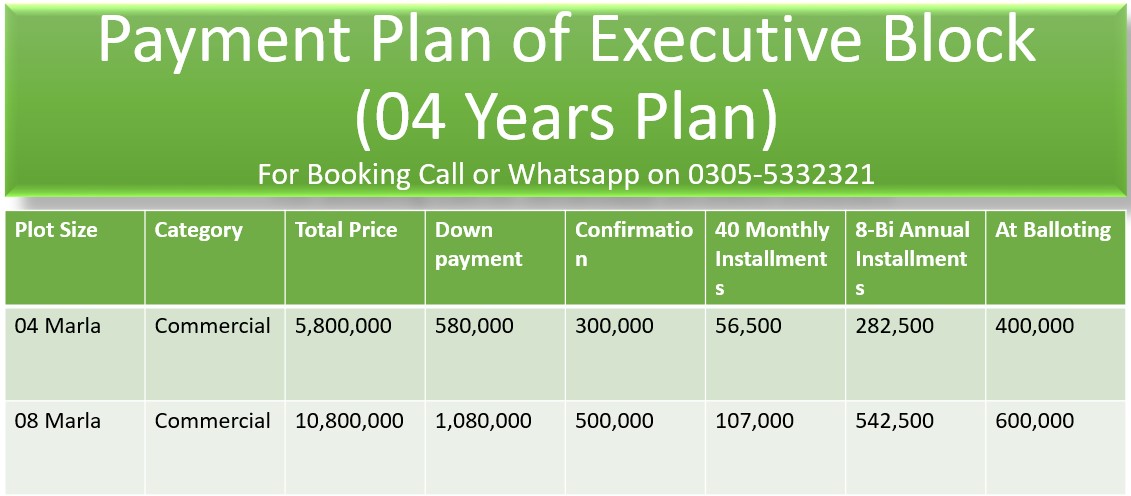 Payment Plan of Executive Block
(04 Years Plan)
For Booking Call or Whatsapp on 0305-5332321
Plot Size
Category
Total Price
Down
payment
Confirmatio
n
40 Monthly
Installment
s
8-Bi Annual
Installment
s
At Balloting
04 Marla
Commercial
5,800,000
580,000
300,000
56,500
282,500
400,000
08 Marla
Commercial
10,800,000
1,080,000
500,000
107,000
542,500
600,000